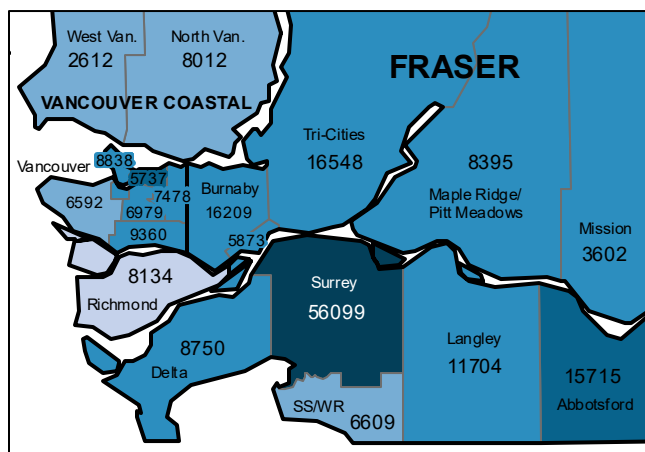 West Van.
2612
North Van.
8012
FRASER
VANCOUVER COASTAL
Tri-Cities
16548
8395
Maple Ridge/
Pitt Meadows
Vancouver
8838
5737
7478
6592
6979
9360
Burnaby
16209
5873
Mission
3602
8134
Richmond
Surrey
56099
8750
Delta
Langley
11704
15715
Abbotsford
SS/WR
6609